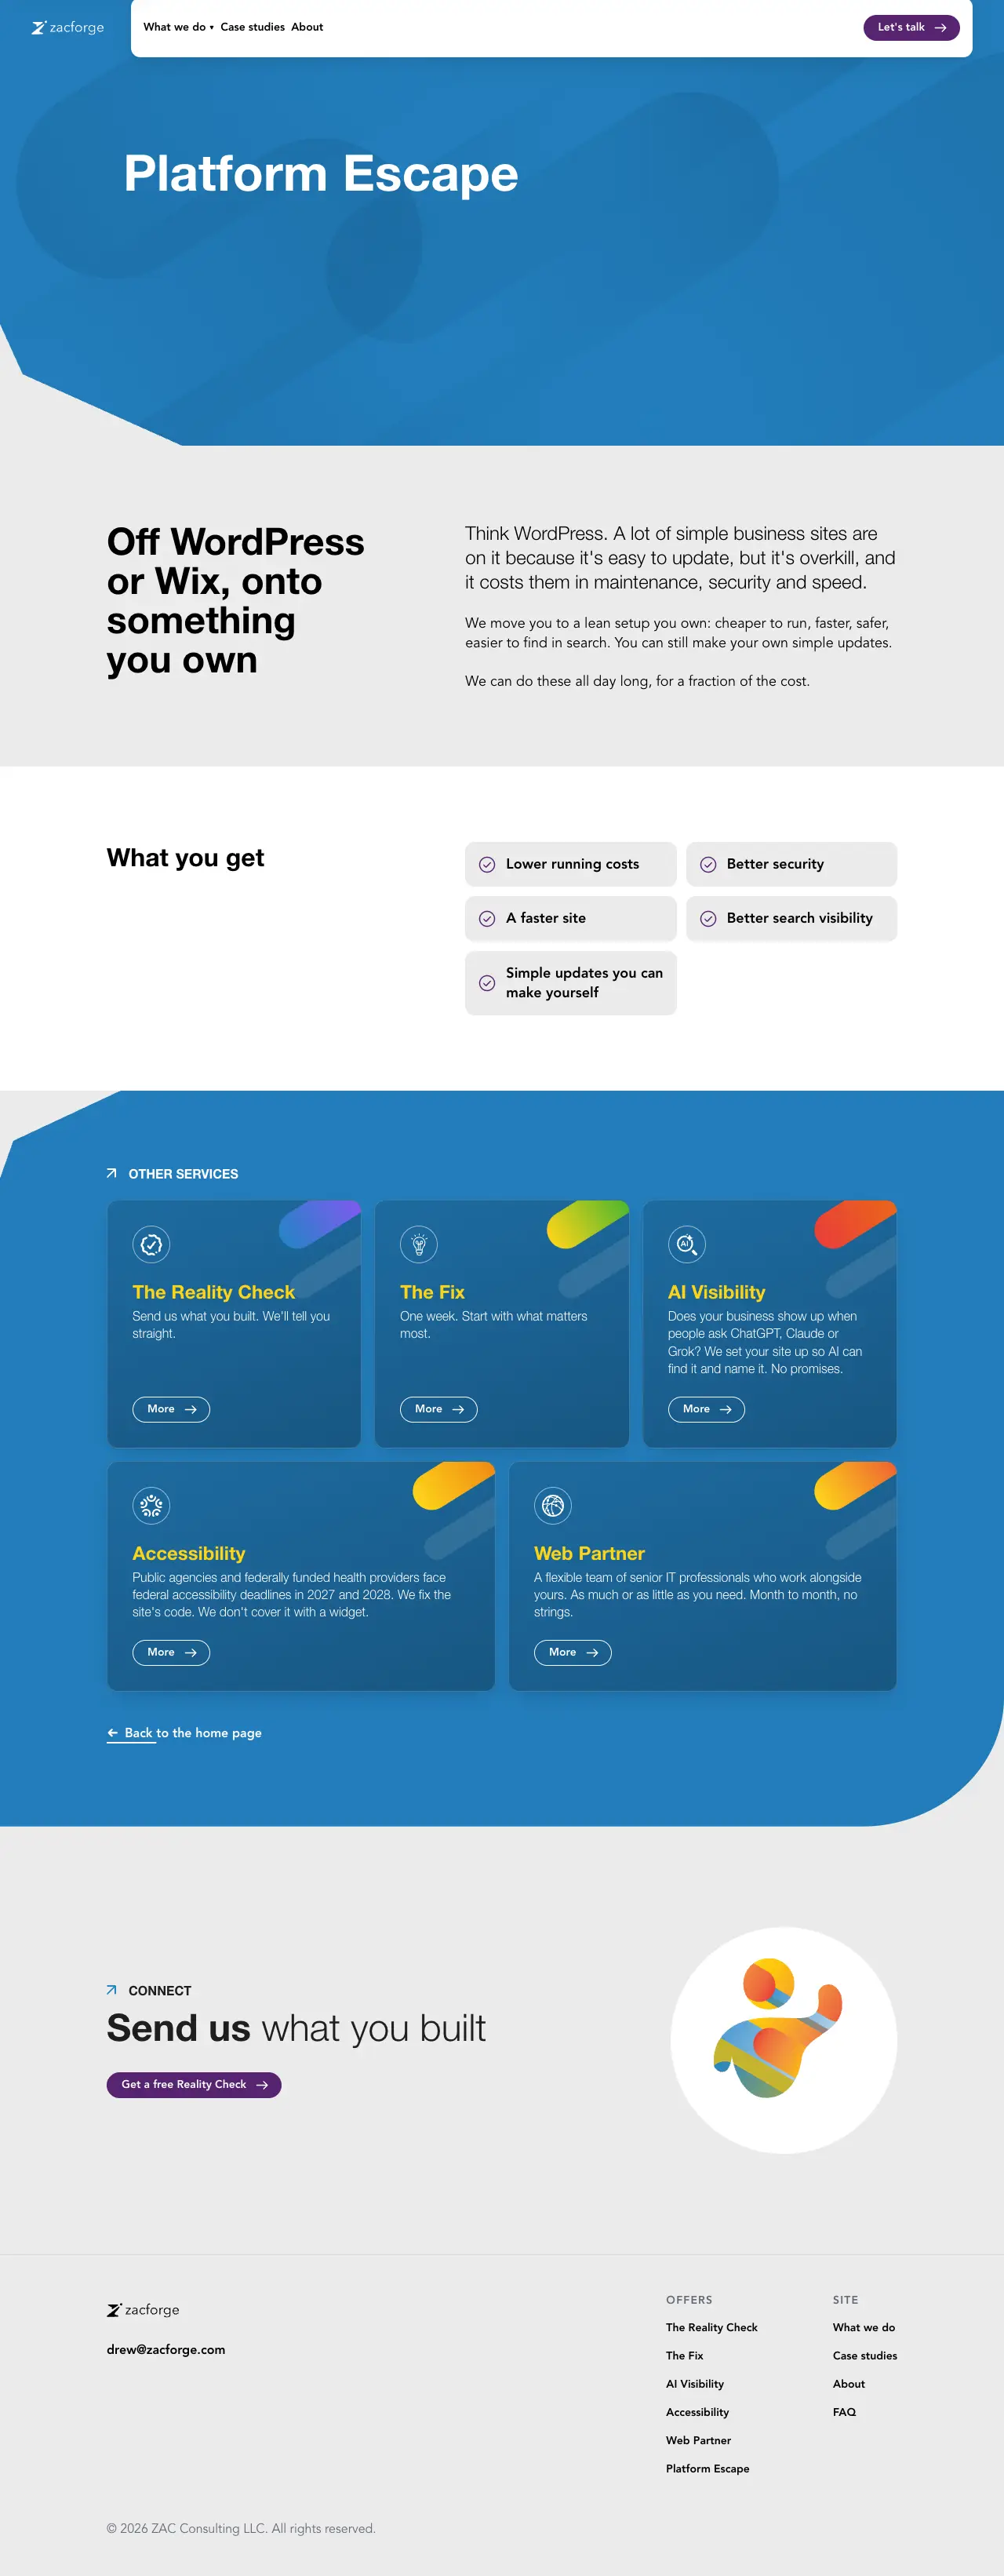 zacforge
What we do ▾ Case studies About
Let's talk →
Platform Escape
Off WordPress
or Wix, onto
something
you own
Think WordPress. A lot of simple business sites are
on it because it's easy to update, but it's overkill, and
it costs them in maintenance, security and speed.
We move you to a lean setup you own: cheaper to run, faster, safer,
easier to find in search. You can still make your own simple updates.
We can do these all day long, for a fraction of the cost.
What you get
Lower running costs
Better security
A faster site
Better search visibility
Simple updates you can
make yourself
OTHER SERVICES
The Reality Check
Send us what you built. We'll tell you
straight.
More →
The Fix
One week. Start with what matters
most.
More →
AI
AI Visibility
Does your business show up when
people ask ChatGPT, Claude or
Grok? We set your site up so AI can
find it and name it. No promises.
More →
Accessibility
Public agencies and federally funded health providers face
federal accessibility deadlines in 2027 and 2028. We fix the
site's code. We don't cover it with a widget.
More →
Web Partner
A flexible team of senior IT professionals who work alongside
yours. As much or as little as you need. Month to month, no
strings.
More →
← Back to the home page
CONNECT
Send us what you built
Get a free Reality Check →
zacforge
drew@zacforge.com
OFFERS
The Reality Check
The Fix
AI Visibility
Accessibility
Web Partner
Platform Escape
SITE
What we do
Case studies
About
FAQ
© 2026 ZAC Consulting LLC. All rights reserved.